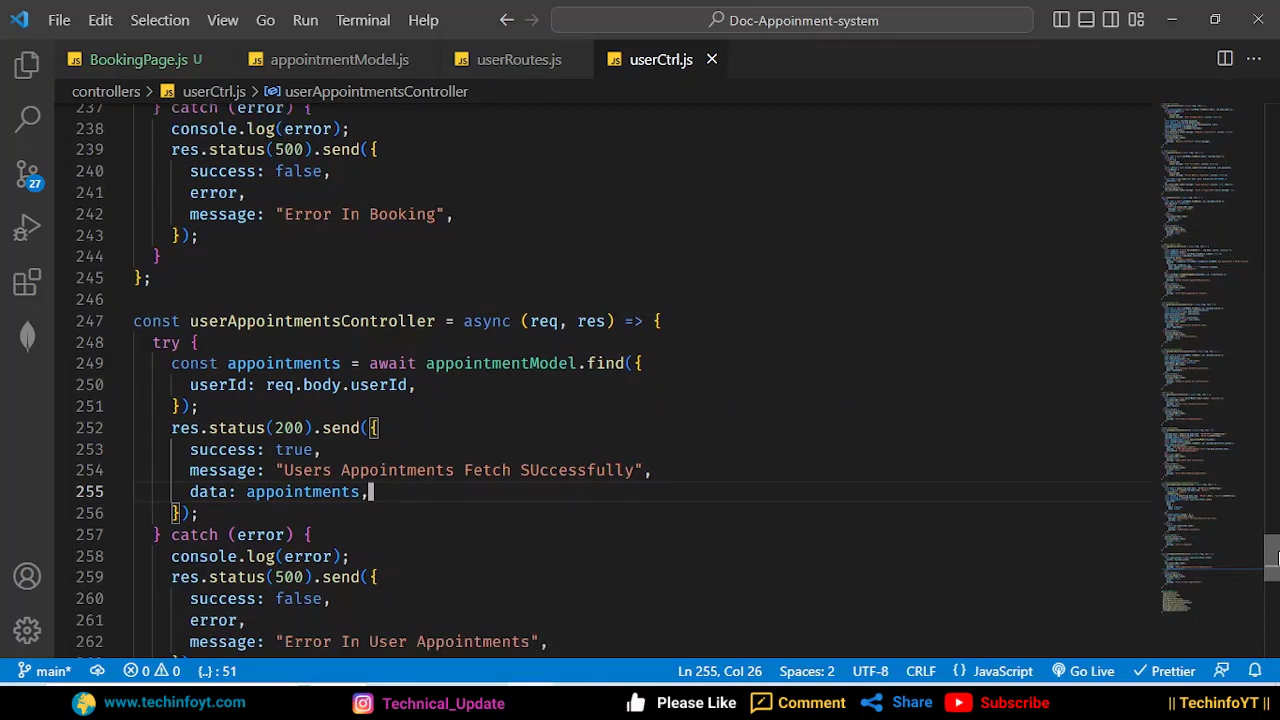 File Edit Selection View Go Run Terminal Help Doc-Appoinment-system
JS BookingPage.js U JS appointmentModel.js JS userRoutes.js JS userCtrl.js
controllers > JS userCtrl.js > userAppointmentsController
237 } catch (error) {
238 console.log(error);
239 res.status(500).send({
240 success: false,
241 error,
242 message: "Error In Booking",
243 });
244 }
245 };
246
247 const userAppointmentsController = async (req, res) => {
248 try {
249 const appointments = await appointmentModel.find({
250 userId: req.body.userId,
251 });
252 res.status(200).send({
253 success: true,
254 message: "Users Appointments Fetch SUccessfully",
255 data: appointments,
256 });
257 } catch (error) {
258 console.log(error);
259 res.status(500).send({
260 success: false,
261 error,
262 message: "Error In User Appointments",
27
main* 0 0 {..} : 51 Ln 255, Col 26 Spaces: 2 UTF-8 CRLF {} JavaScript Go Live Prettier
www.techinfoyt.com Technical_Update Please Like Comment Share Subscribe || TechinfoYT ||